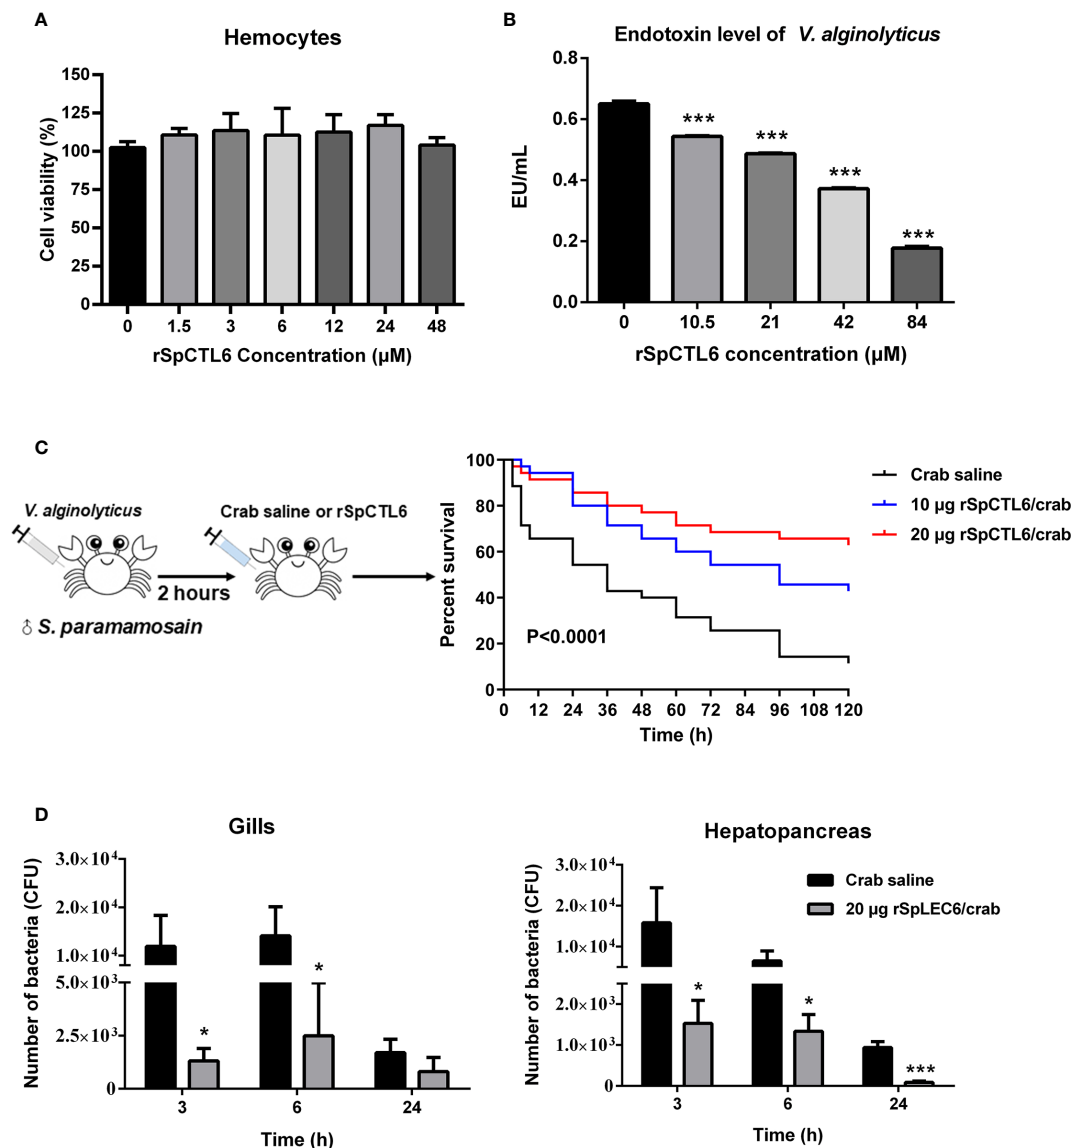 A
Hemocytes
150
125
100
75
50
25
0
Cell viability (%)
0 1.5 3 6 12 24 48
rSpCTL6 Concentration (μM)
B
Endotoxin level of V. alginolyticus
0.8
0.6
0.4
0.2
0.0
EU/mL
***
***
***
***
0 10.5 21 42 84
rSpCTL6 concentration (μM)
C
V. alginolyticus
Crab saline or rSpCTL6
2 hours
♂ S. paramamosain
100
80
60
40
20
0
Percent survival
P<0.0001
0 12 24 36 48 60 72 84 96 108 120
Time (h)
Crab saline
10 μg rSpCTL6/crab
20 μg rSpCTL6/crab
D
Gills
3.0×10⁴
2.0×10⁴
1.0×10⁴
5.0×10³
2.5×10³
0
Number of bacteria (CFU)
*
*
3 6 24
Time (h)
Hepatopancreas
3.0×10⁴
2.0×10⁴
1.0×10⁴
2.0×10³
1.0×10³
0
Number of bacteria (CFU)
Crab saline
20 μg rSpLEC6/crab
*
*
***
3 6 24
Time (h)